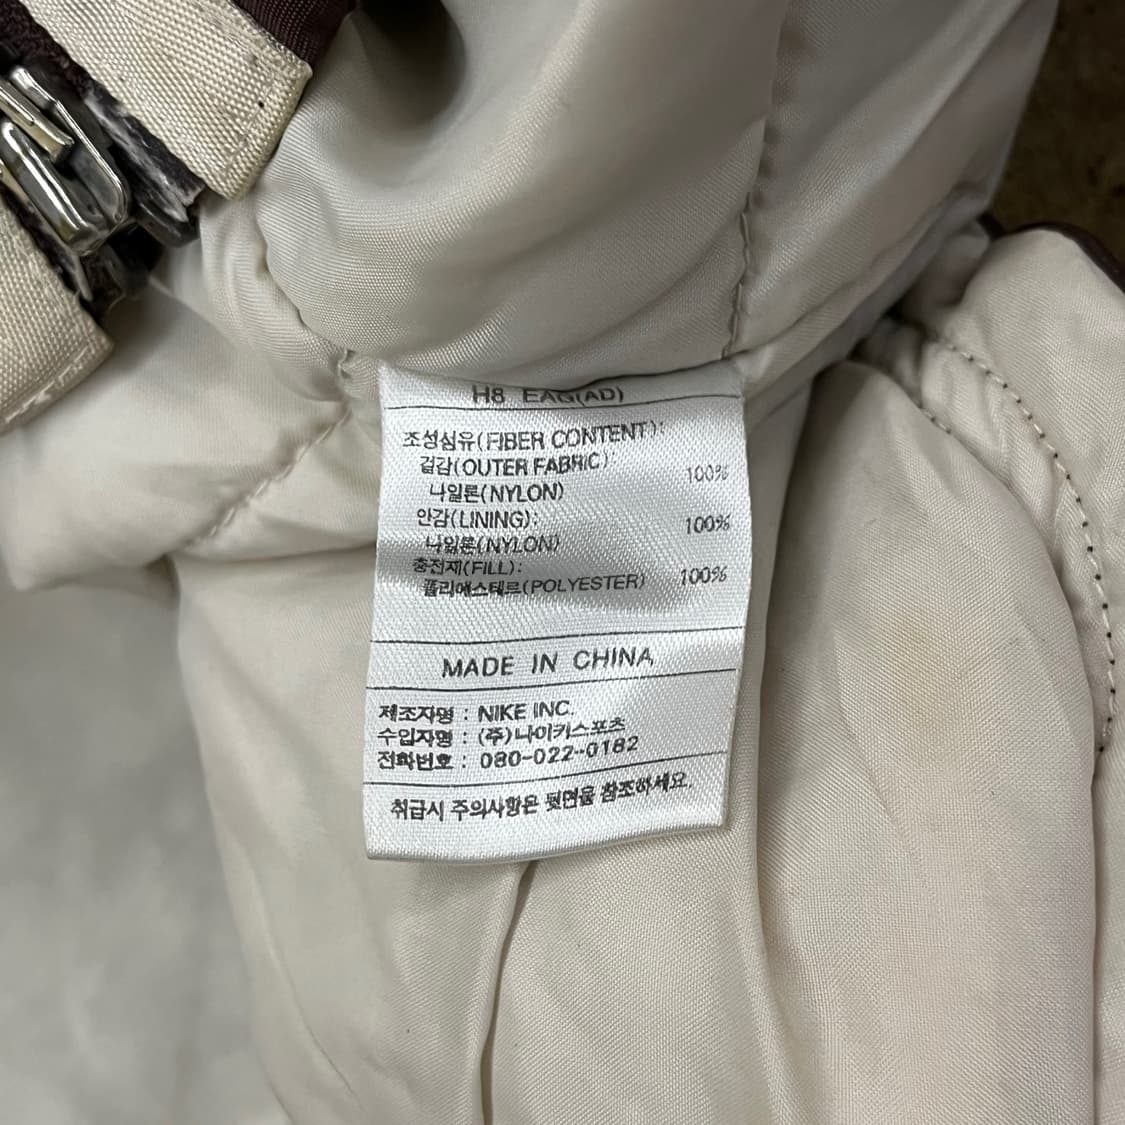 H8 EAG(AD)
조성섬유(FIBER CONTENT):
겉감(OUTER FABRIC)
나일론(NYLON) 100%
안감(LINING):
나일론(NYLON) 100%
충전재(FILL):
폴리에스테르(POLYESTER) 100%
MADE IN CHINA
제조자명 : NIKE INC.
수입자명 : (주)나이키스포츠
전화번호 : 080-022-0182
취급시 주의사항은 뒷면을 참조하세요.